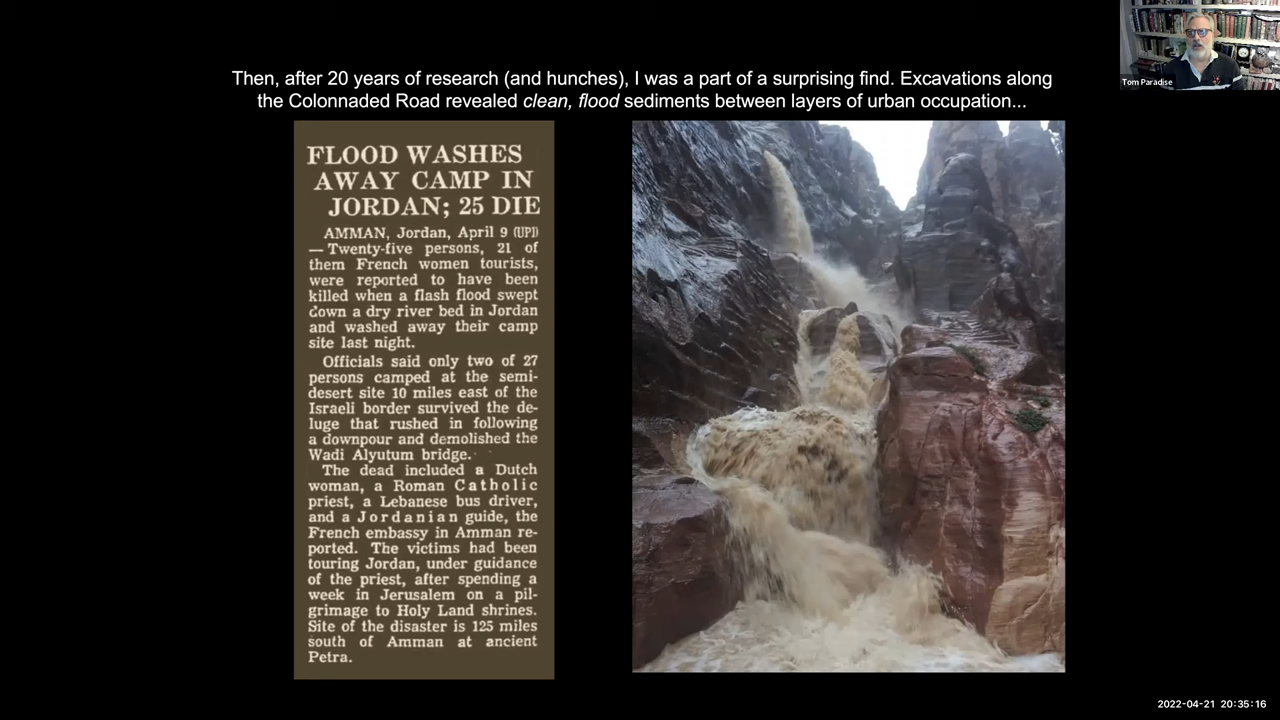 Then, after 20 years of research (and hunches), I was a part of a surprising find. Excavations along
the Colonnaded Road revealed clean, flood sediments between layers of urban occupation...
Tom Paradise
FLOOD WASHES
AWAY CAMP IN
JORDAN; 25 DIE
AMMAN, Jordan, April 9 (UPI)
— Twenty-five persons, 21 of
them French women tourists,
were reported to have been
killed when a flash flood swept
down a dry river bed in Jordan
and washed away their camp
site last night.
Officials said only two of 27
persons camped at the semi-
desert site 10 miles east of the
Israeli border survived the de-
luge that rushed in following
a downpour and demolished the
Wadi Alyutum bridge.
The dead included a Dutch
woman, a Roman Catholic
priest, a Lebanese bus driver,
and a Jordanian guide, the
French embassy in Amman re-
ported. The victims had been
touring Jordan, under guidance
of the priest, after spending a
week in Jerusalem on a pil-
grimage to Holy Land shrines.
Site of the disaster is 125 miles
south of Amman at ancient
Petra.
2022-04-21 20:35:16